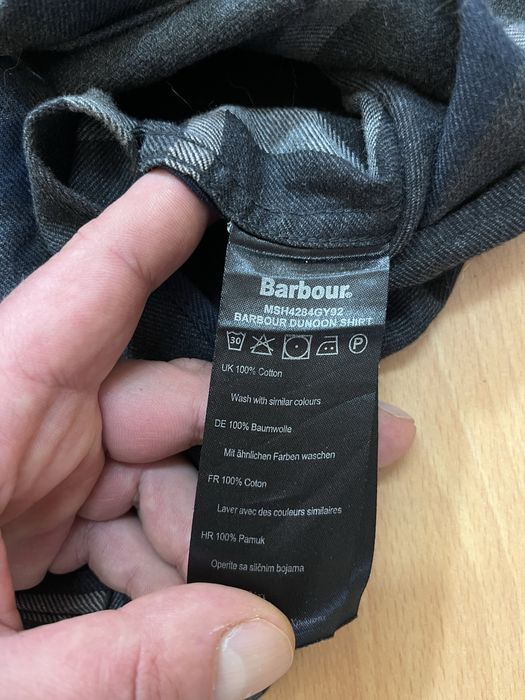 Barbour®
MSH4284GY92
BARBOUR DUNOON SHIRT
30 P
UK 100% Cotton
Wash with similar colours
DE 100% Baumwolle
Mit ähnlichen Farben waschen
FR 100% Coton
Laver avec des couleurs similaires
HR 100% Pamuk
Operite sa sličnim bojama